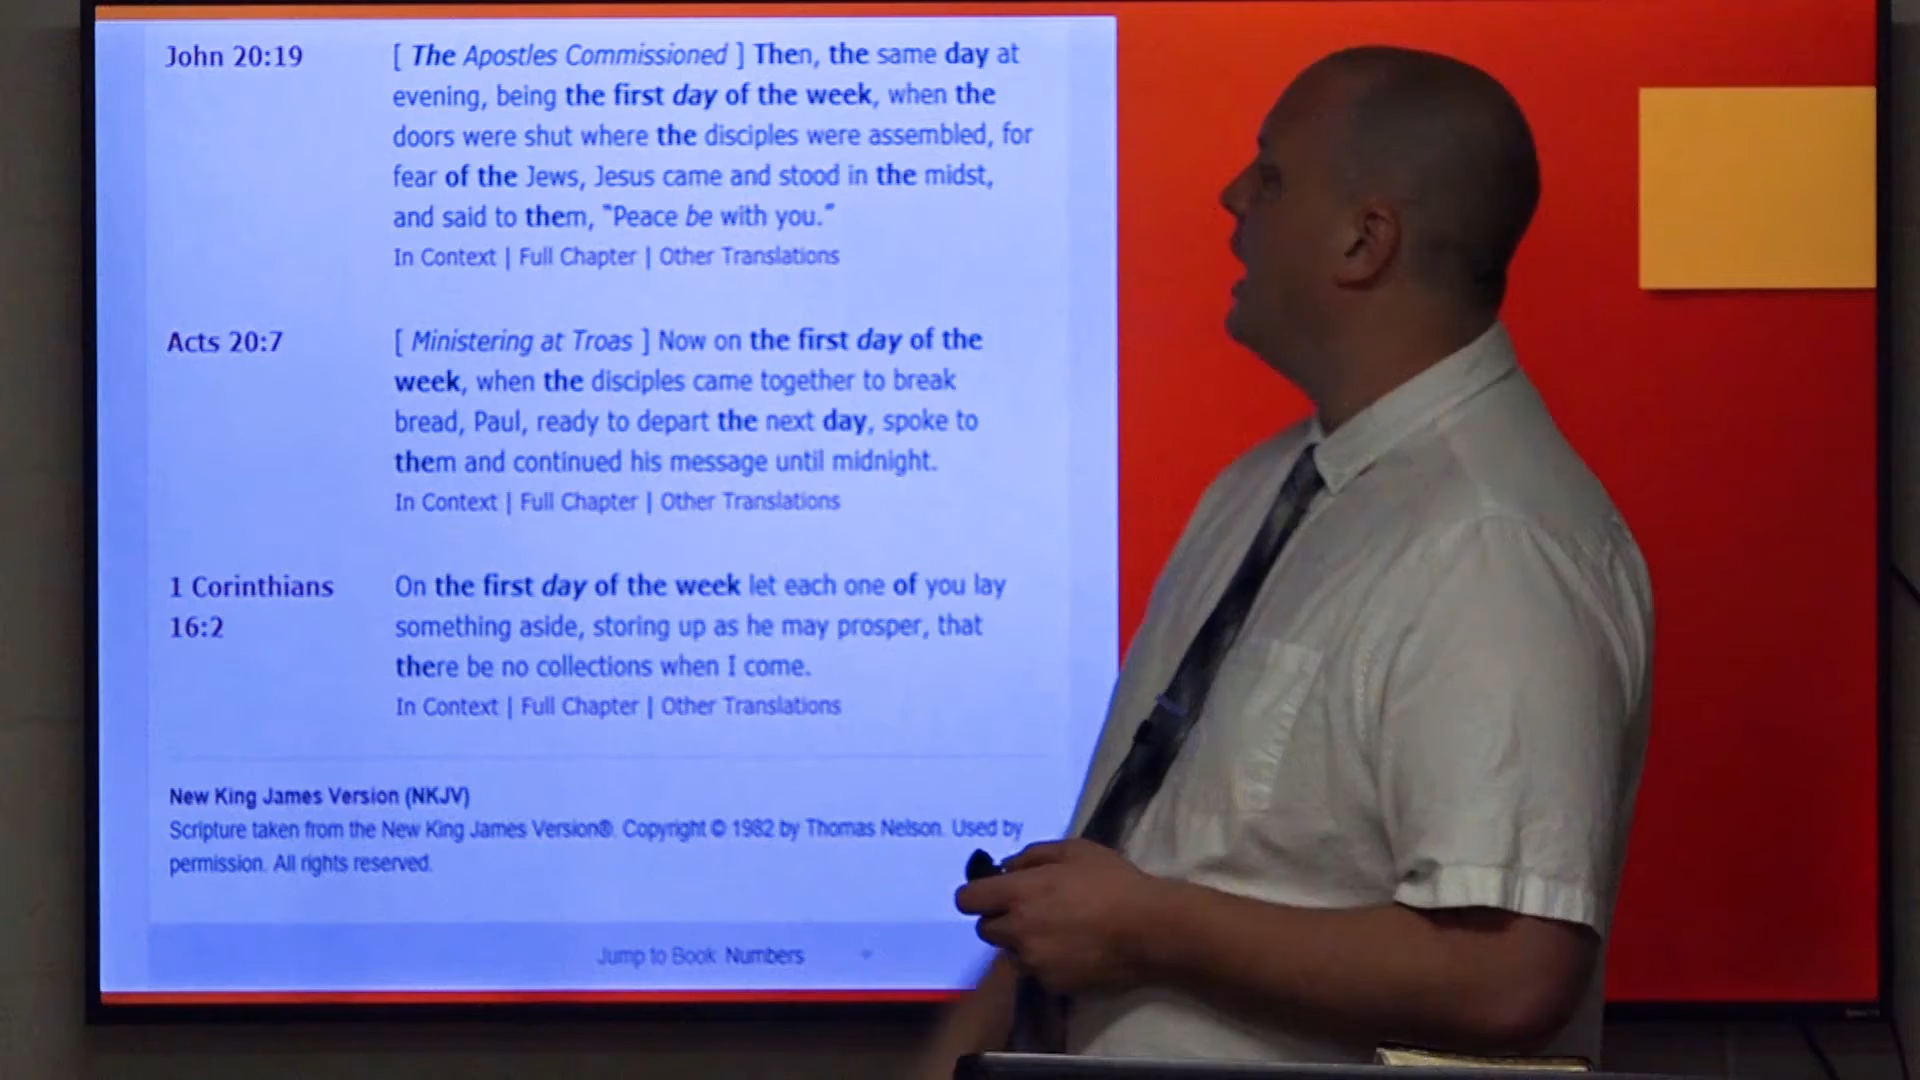 John 20:19
[ The Apostles Commissioned ] Then, the same day at
evening, being the first day of the week, when the
doors were shut where the disciples were assembled, for
fear of the Jews, Jesus came and stood in the midst,
and said to them, “Peace be with you.”
In Context | Full Chapter | Other Translations
Acts 20:7
[ Ministering at Troas ] Now on the first day of the
week, when the disciples came together to break
bread, Paul, ready to depart the next day, spoke to
them and continued his message until midnight.
In Context | Full Chapter | Other Translations
1 Corinthians
16:2
On the first day of the week let each one of you lay
something aside, storing up as he may prosper, that
there be no collections when I come.
In Context | Full Chapter | Other Translations
New King James Version (NKJV)
Scripture taken from the New King James Version®. Copyright © 1982 by Thomas Nelson. Used by
permission. All rights reserved.
Jump to Book Numbers